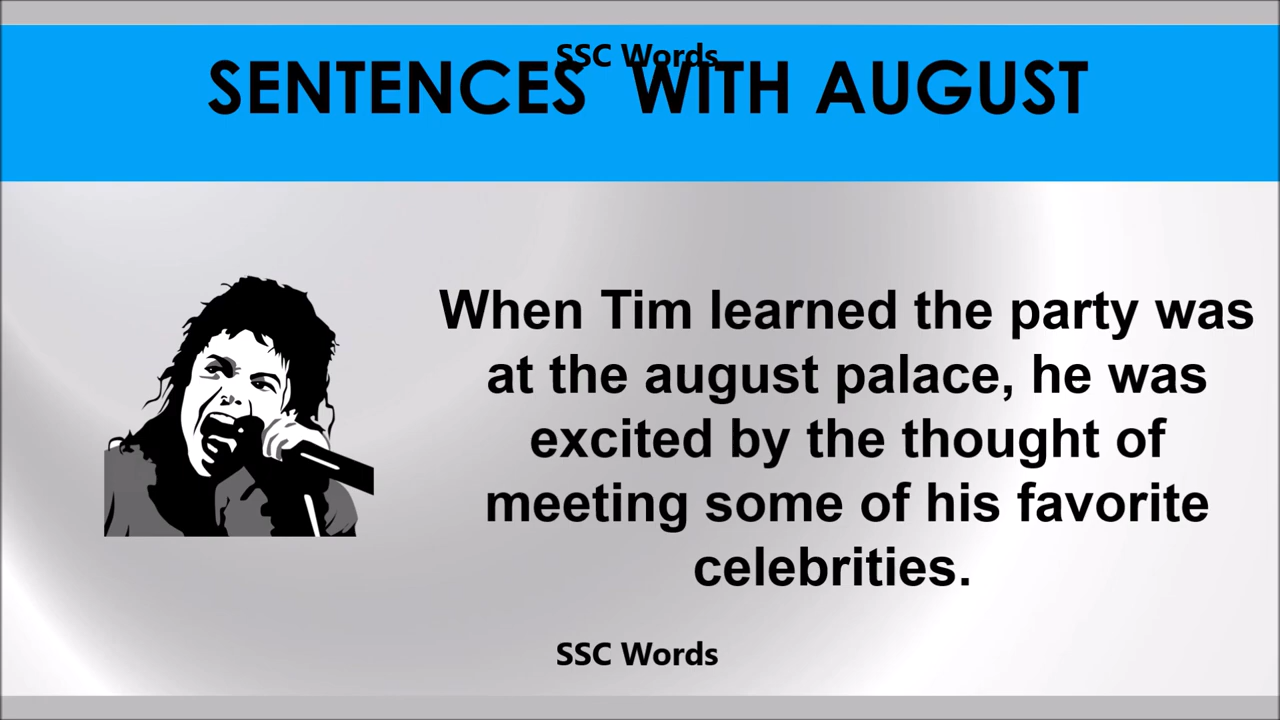 SSC Words
SENTENCES WITH AUGUST
When Tim learned the party was
at the august palace, he was
excited by the thought of
meeting some of his favorite
celebrities.
SSC Words